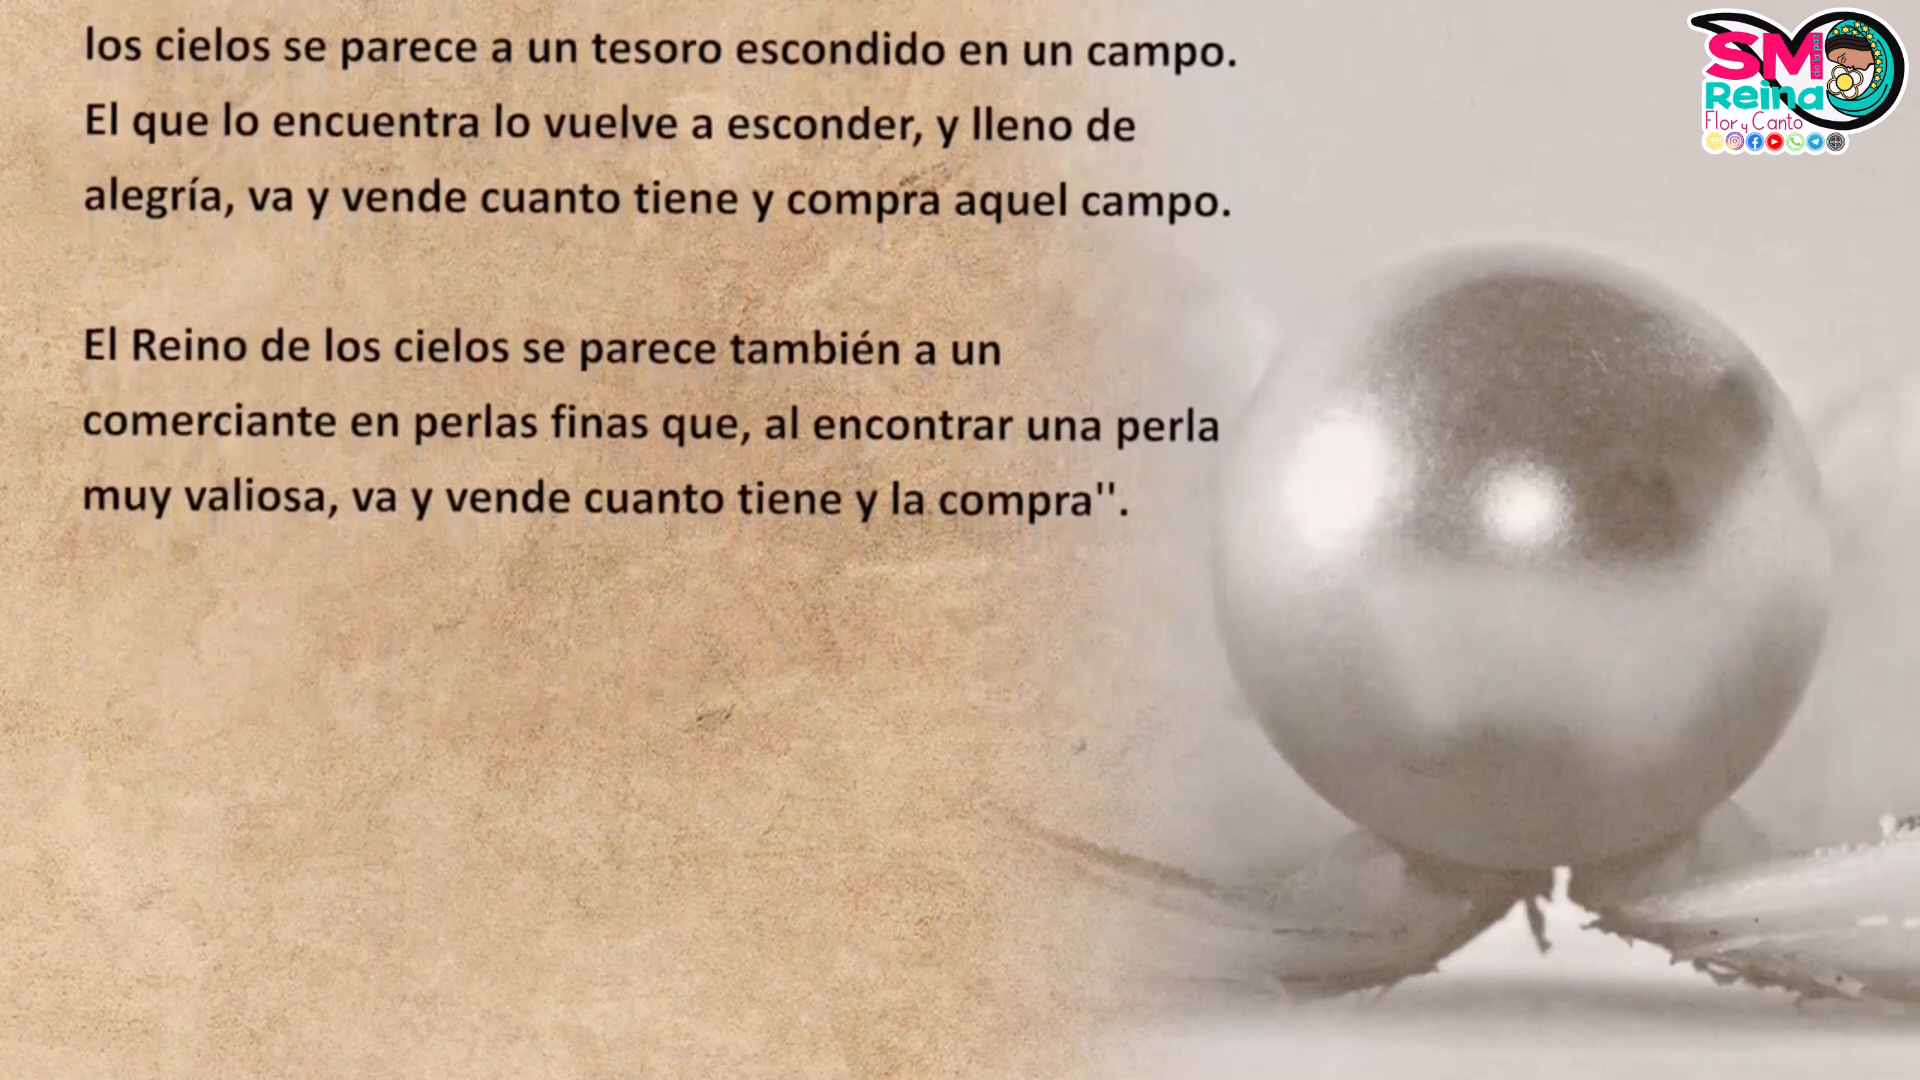 los cielos se parece a un tesoro escondido en un campo.
El que lo encuentra lo vuelve a esconder, y lleno de
alegría, va y vende cuanto tiene y compra aquel campo.
El Reino de los cielos se parece también a un
comerciante en perlas finas que, al encontrar una perla
muy valiosa, va y vende cuanto tiene y la compra".
SM
de la paz
Reina
Flor y Canto